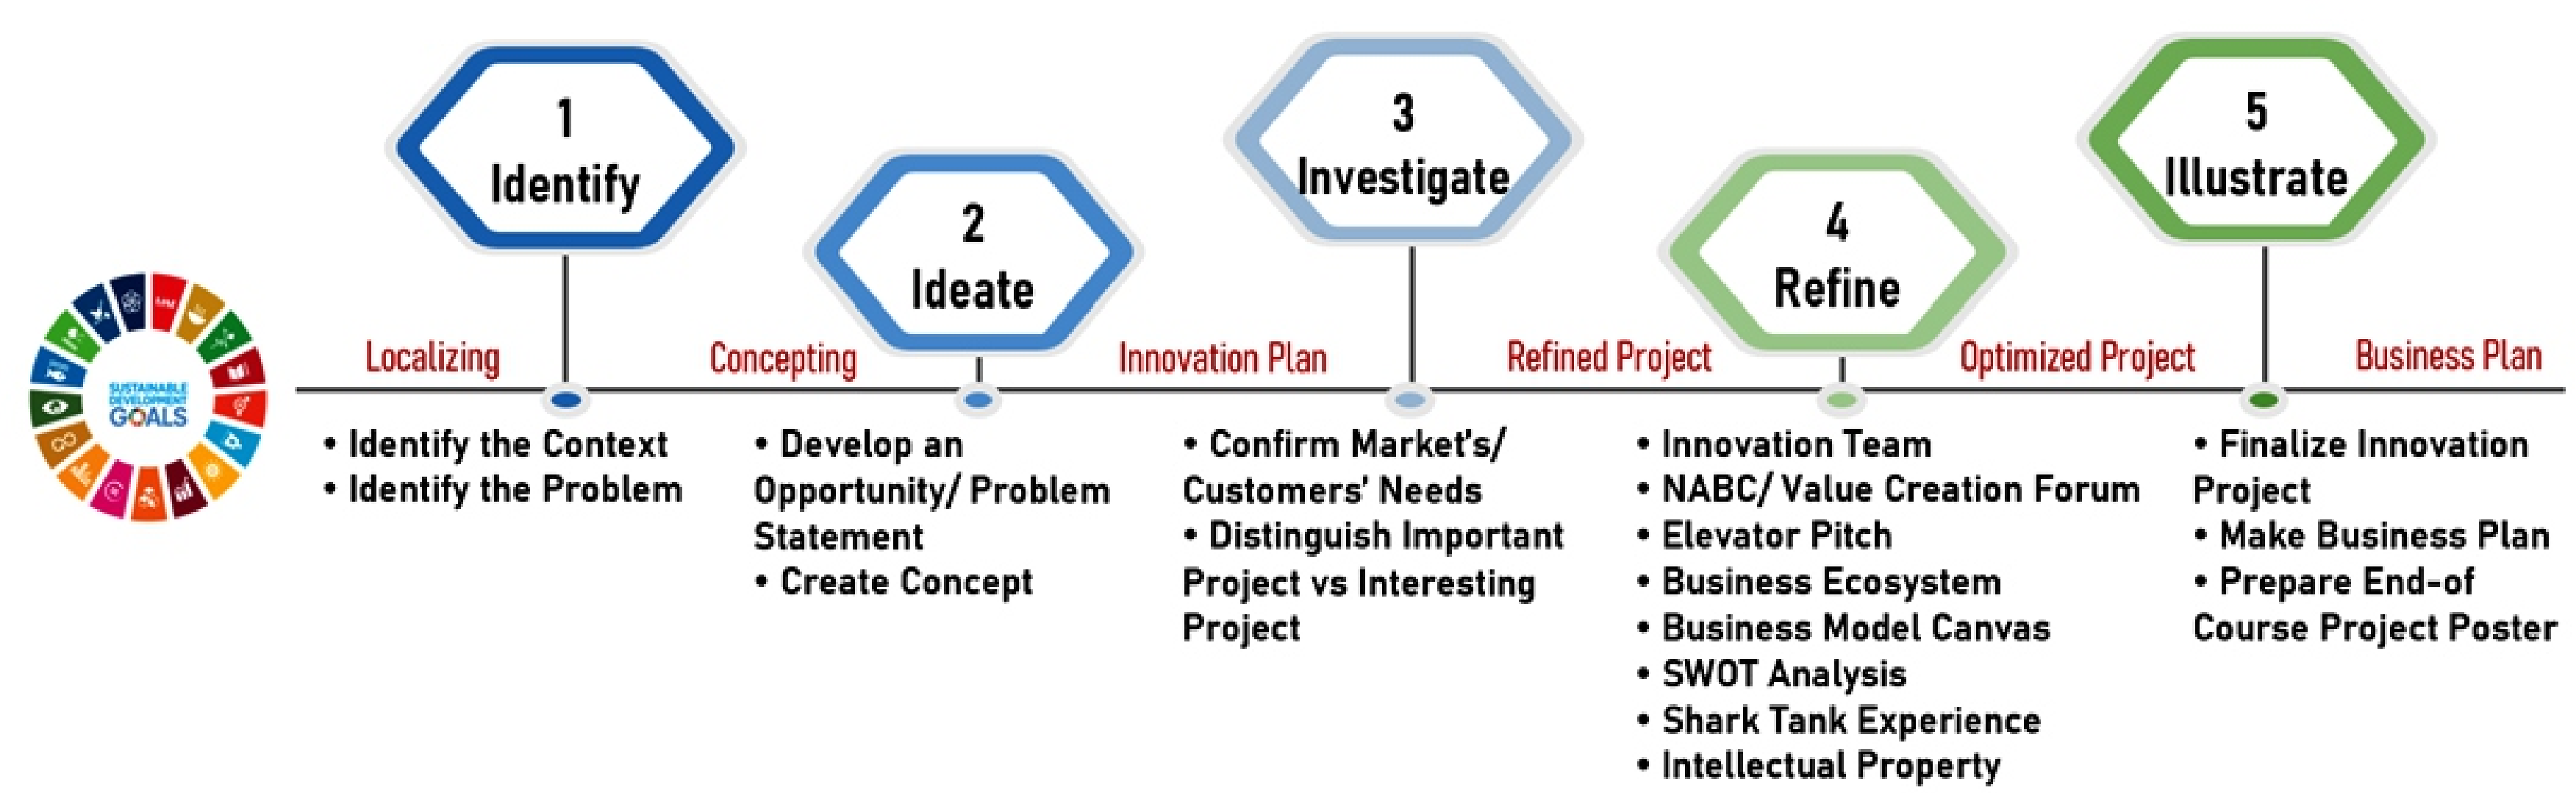 1
Identify
2
Ideate
3
Investigate
4
Refine
5
Illustrate
SUSTAINABLE
DEVELOPMENT
GOALS
Localizing
Concepting
Innovation Plan
Refined Project
Optimized Project
Business Plan
• Identify the Context
• Identify the Problem
• Develop an
Opportunity/ Problem
Statement
• Create Concept
• Confirm Market's/
Customers' Needs
• Distinguish Important
Project vs Interesting
Project
• Innovation Team
• NABC/ Value Creation Forum
• Elevator Pitch
• Business Ecosystem
• Business Model Canvas
• SWOT Analysis
• Shark Tank Experience
• Intellectual Property
• Finalize Innovation
Project
• Make Business Plan
• Prepare End-of
Course Project Poster